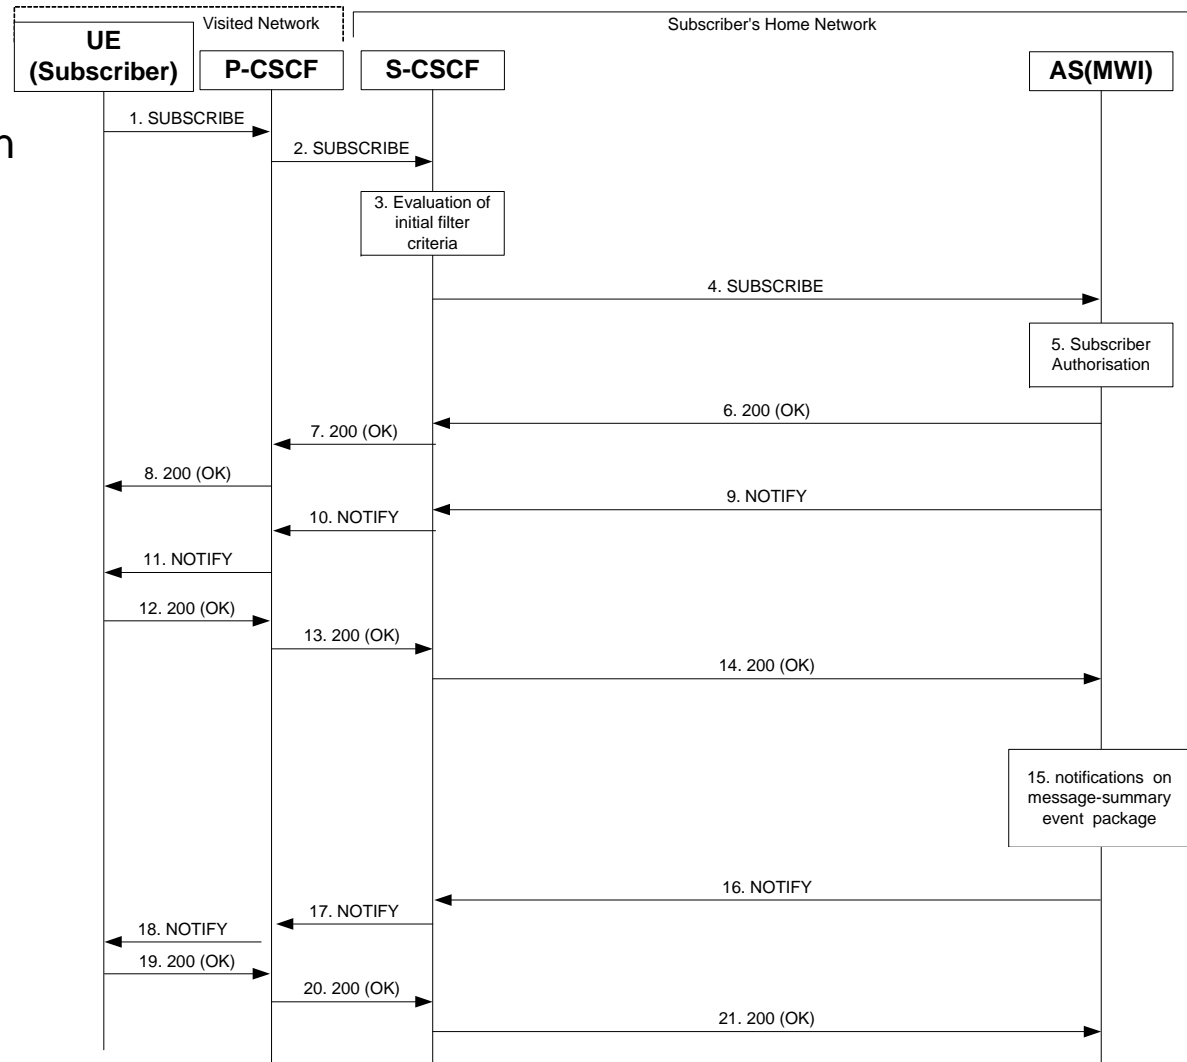 Visited Network
Subscriber's Home Network
UE
(Subscriber)
P-CSCF
S-CSCF
AS(MWI)
n
1. SUBSCRIBE
2. SUBSCRIBE
3. Evaluation of
initial filter
criteria
4. SUBSCRIBE
5. Subscriber
Authorisation
6. 200 (OK)
7. 200 (OK)
8. 200 (OK)
9. NOTIFY
10. NOTIFY
11. NOTIFY
12. 200 (OK)
13. 200 (OK)
14. 200 (OK)
15. notifications on
message-summary
event package
16. NOTIFY
17. NOTIFY
18. NOTIFY
19. 200 (OK)
20. 200 (OK)
21. 200 (OK)